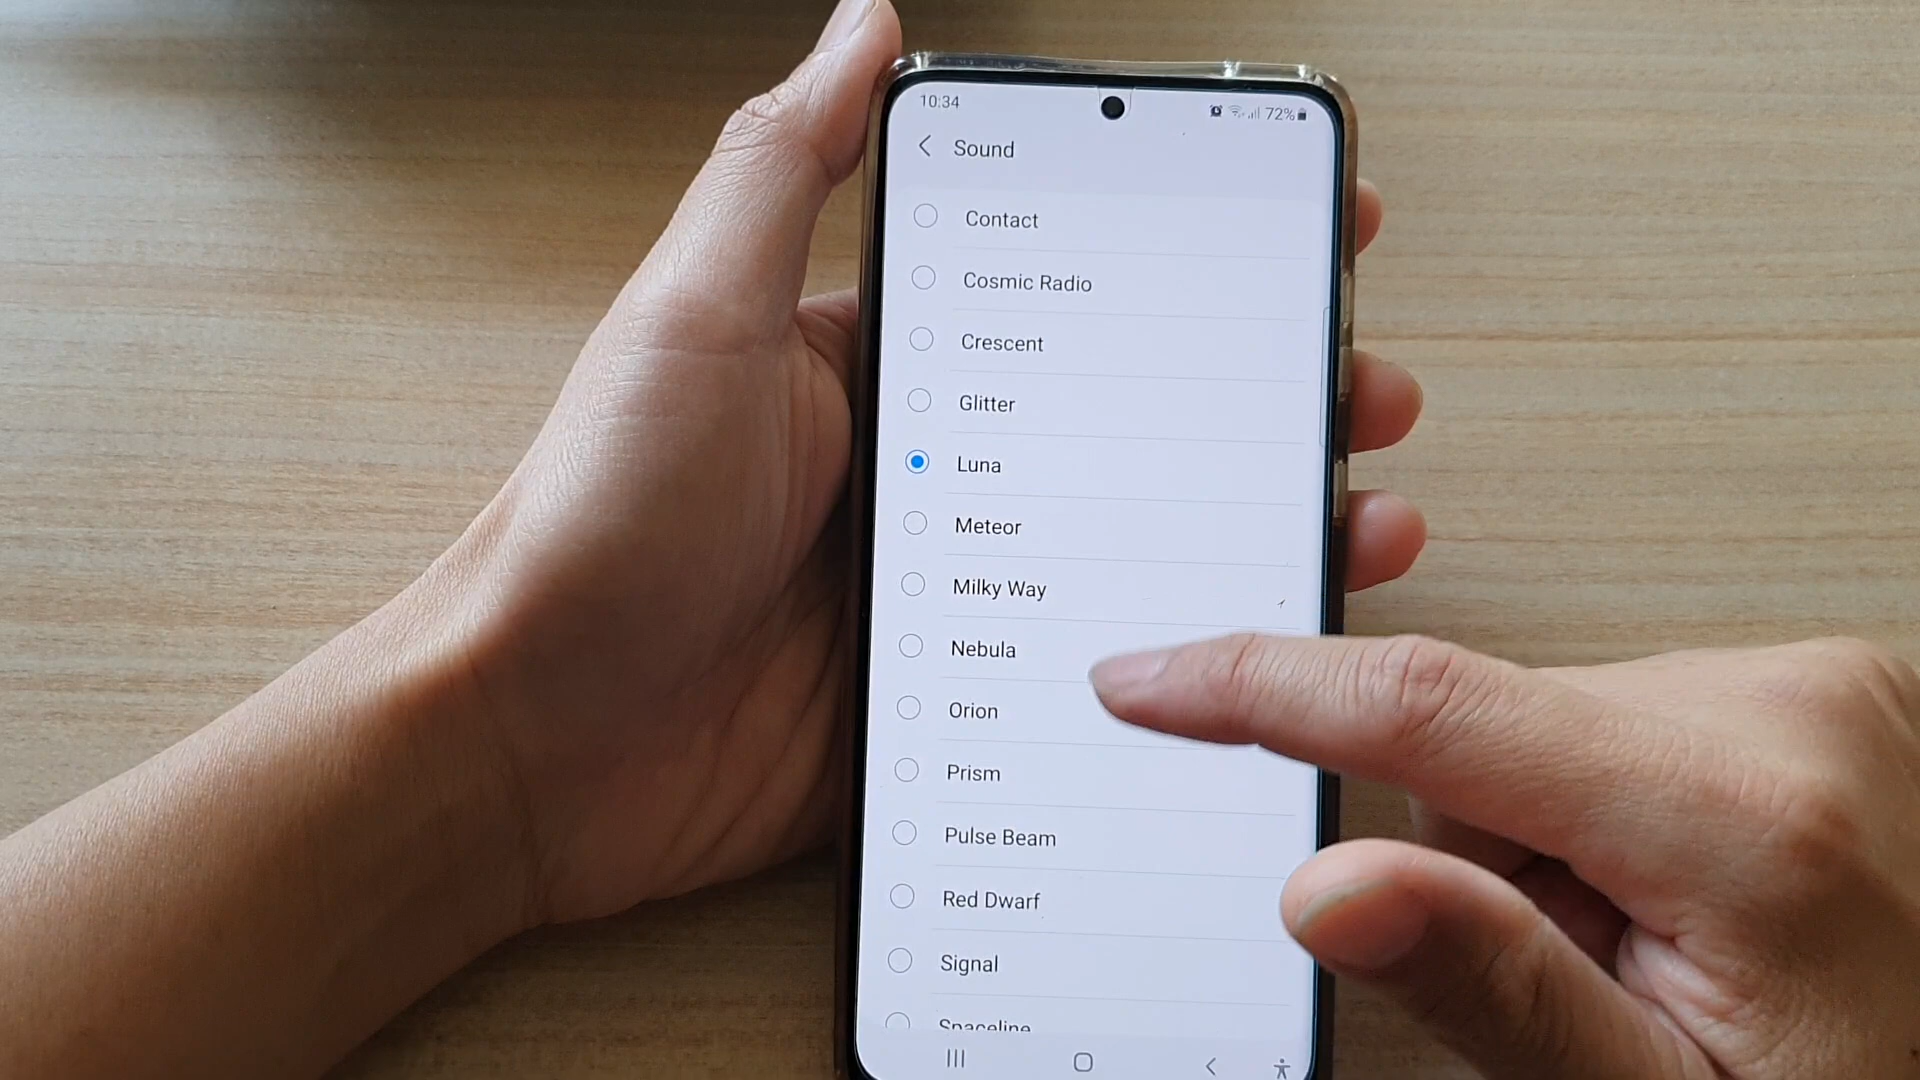 10:34
72%
Sound
Contact
Cosmic Radio
Crescent
Glitter
Luna
Meteor
Milky Way
Nebula
Orion
Prism
Pulse Beam
Red Dwarf
Signal
Spaceline